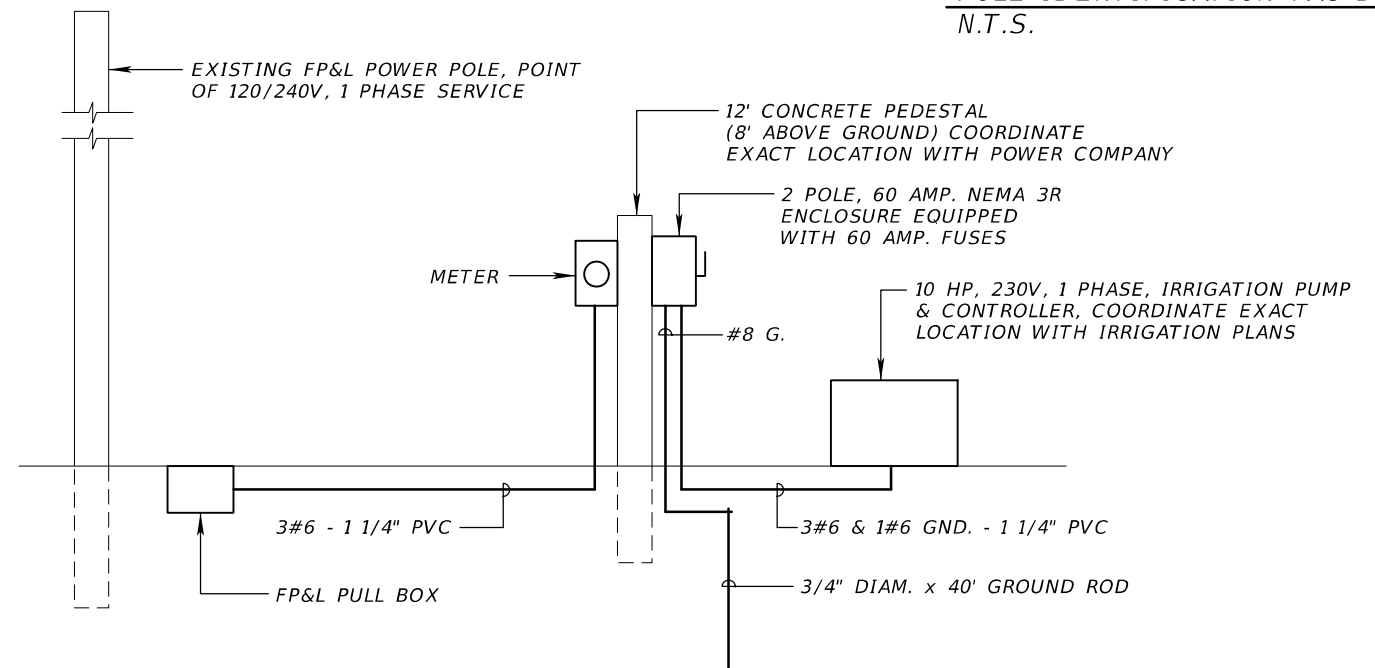 N.T.S.
EXISTING FP&L POWER POLE, POINT
OF 120/240V, 1 PHASE SERVICE
12' CONCRETE PEDESTAL
(8' ABOVE GROUND) COORDINATE
EXACT LOCATION WITH POWER COMPANY
2 POLE, 60 AMP. NEMA 3R
ENCLOSURE EQUIPPED
WITH 60 AMP. FUSES
METER
10 HP, 230V, 1 PHASE, IRRIGATION PUMP
& CONTROLLER, COORDINATE EXACT
LOCATION WITH IRRIGATION PLANS
#8 G.
3#6 - 1 1/4" PVC
3#6 & 1#6 GND. - 1 1/4" PVC
FP&L PULL BOX
3/4" DIAM. x 40' GROUND ROD